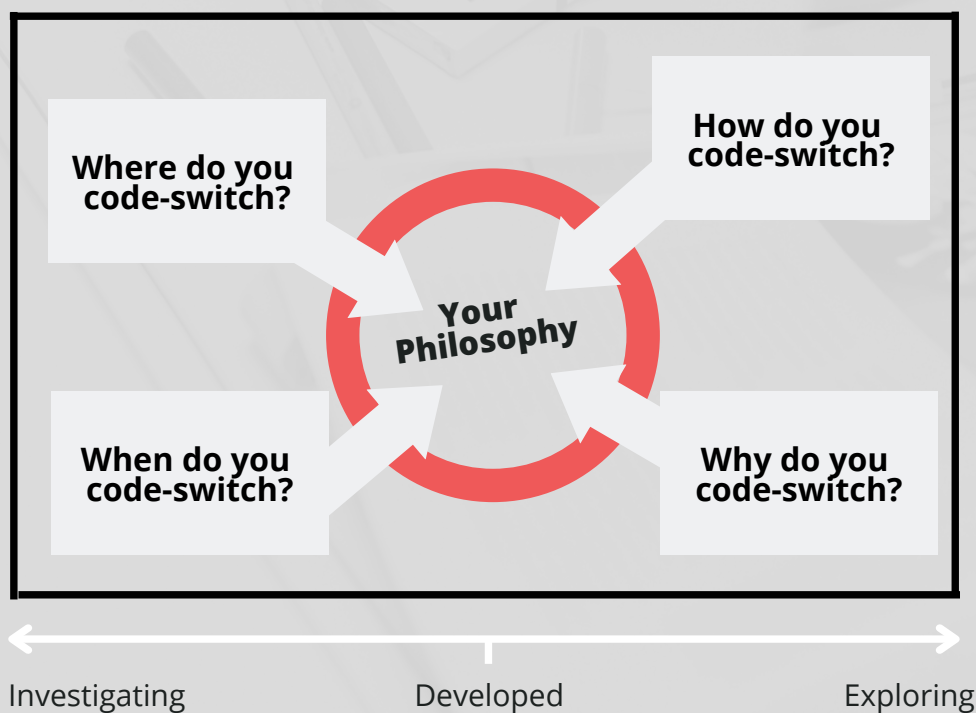 Where do you
code-switch?
How do you
code-switch?
Your
Philosophy
When do you
code-switch?
Why do you
code-switch?
Investigating
Developed
Exploring